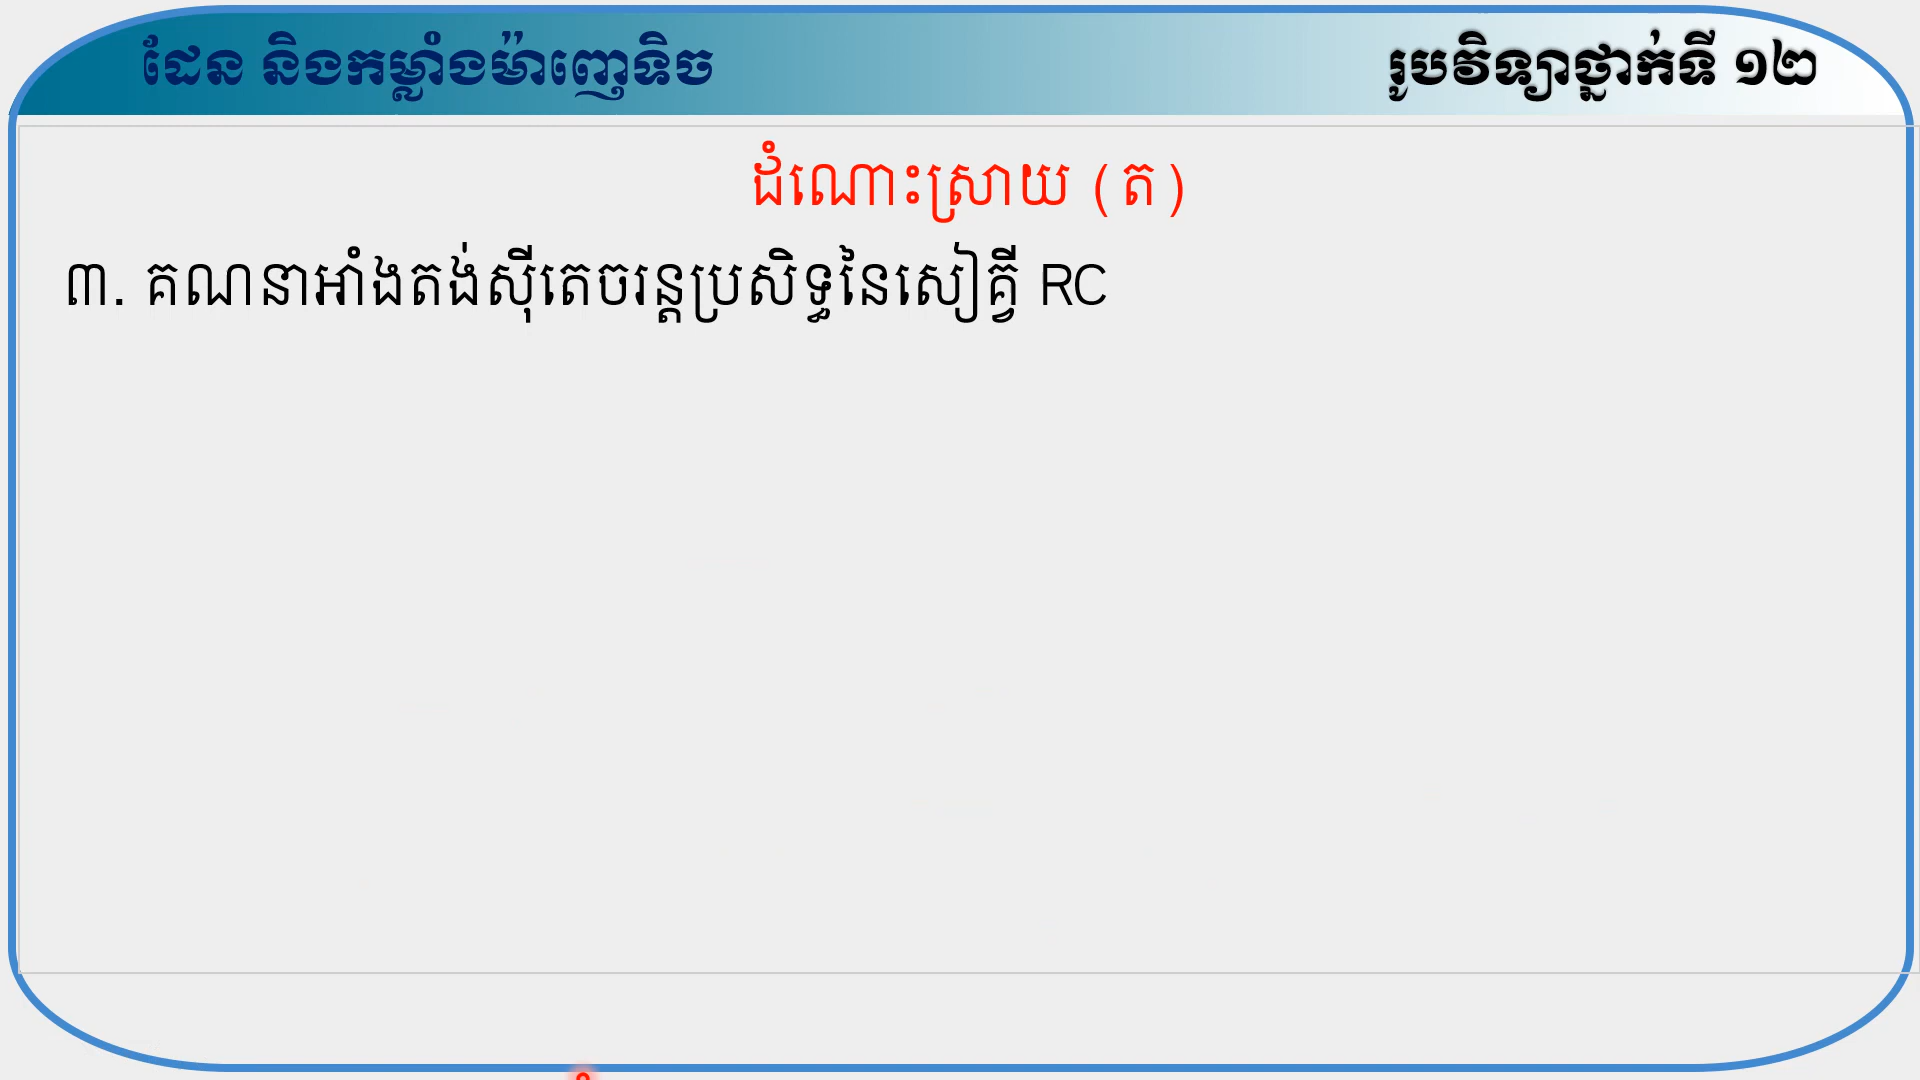 ដែន និងកម្លាំងម៉ាញេទិច
រូបវិទ្យាថ្នាក់ទី ១២
ដំណោះស្រាយ (ត)
៣. គណនាអាំងតង់ស៊ីតេចរន្តប្រសិទ្ធនៃសៀគ្វី RC